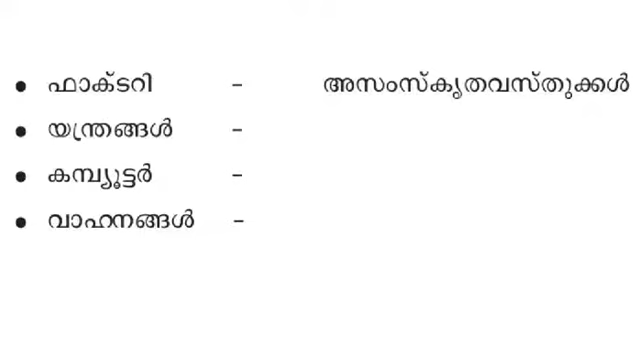 • ഫാക്ടറി – അസംസ്കൃതവസ്തുക്കൾ
• യന്ത്രങ്ങൾ –
• കമ്പ്യൂട്ടർ –
• വാഹനങ്ങൾ –